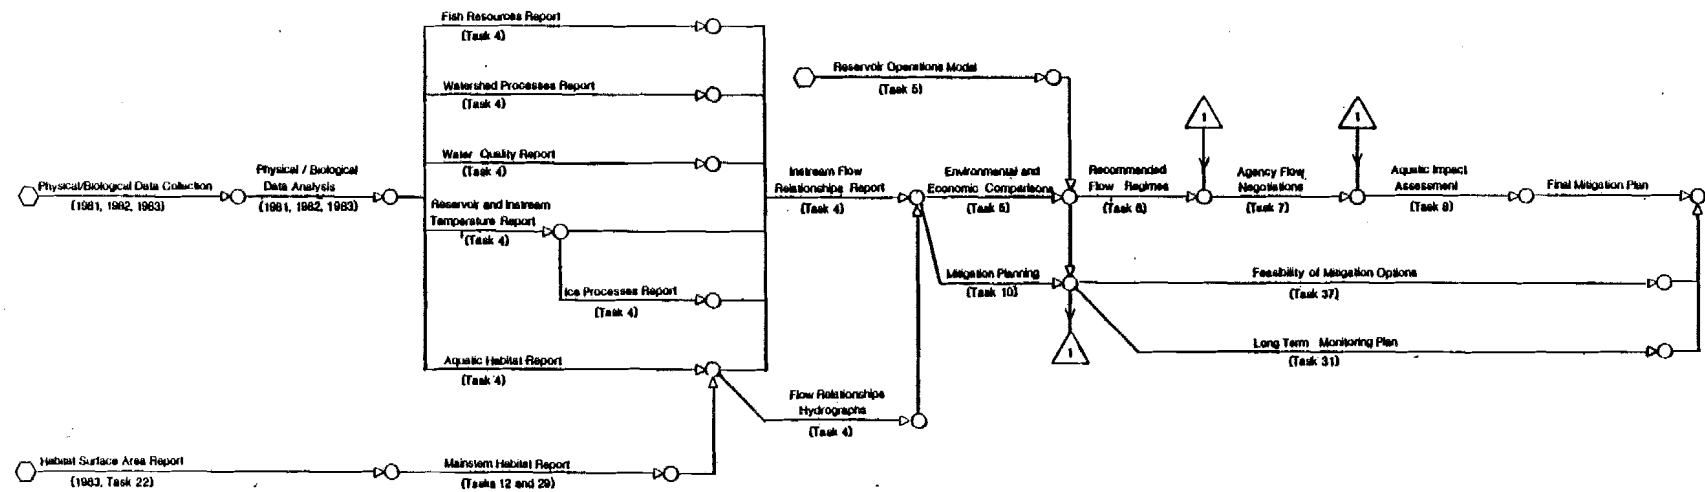 Fish Resources Report
(Task 4)
Reservoir Operations Model
(Task 5)
Watershed Processes Report
(Task 4)
1
1
Water Quality Report
(Task 4)
Physical/Biological Data Collection
(1981, 1982, 1983)
Physical / Biological
Data Analysis
(1981, 1982, 1983)
Reservoir and Instream
Temperature Report
(Task 4)
Instream Flow
Relationships Report
(Task 4)
Environmental and
Economic Comparisons
(Task 5)
Recommended
Flow Regimes
(Task 6)
Agency Flow
Negotiations
(Task 7)
Aquatic Impact
Assessment
(Task 9)
Final Mitigation Plan
Ice Processes Report
(Task 4)
Mitigation Planning
(Task 10)
Feasibility of Mitigation Options
(Task 37)
1
Long Term Monitoring Plan
(Task 31)
Aquatic Habitat Report
(Task 4)
Flow Relationships
Hydrographs
(Task 4)
Habitat Surface Area Report
(1983, Task 22)
Mainstem Habitat Report
(Tasks 12 and 29)